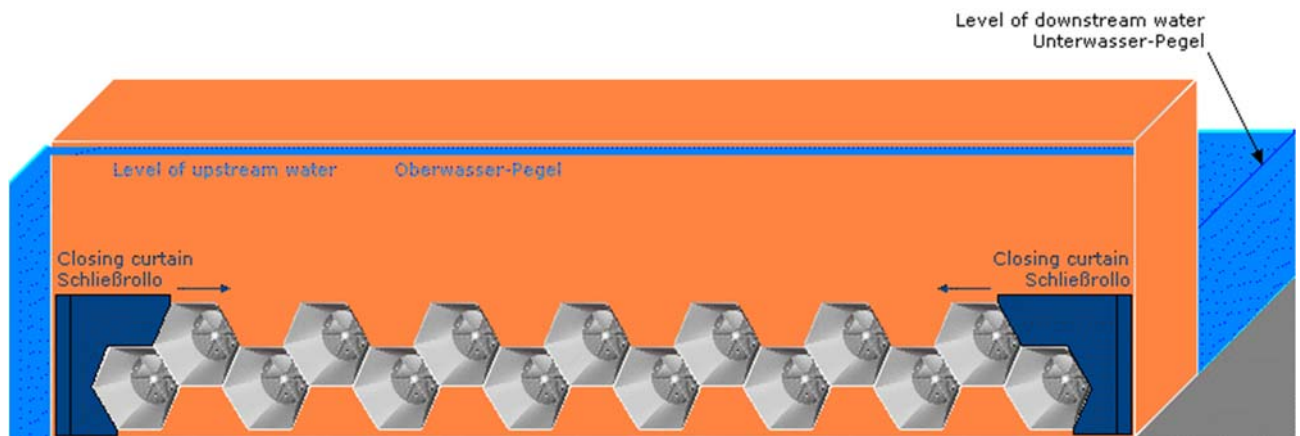 Level of downstream water
Unterwasser-Pegel
Level of upstream water Oberwasser-Pegel
Closing curtain
Schließrollo
Closing curtain
Schließrollo